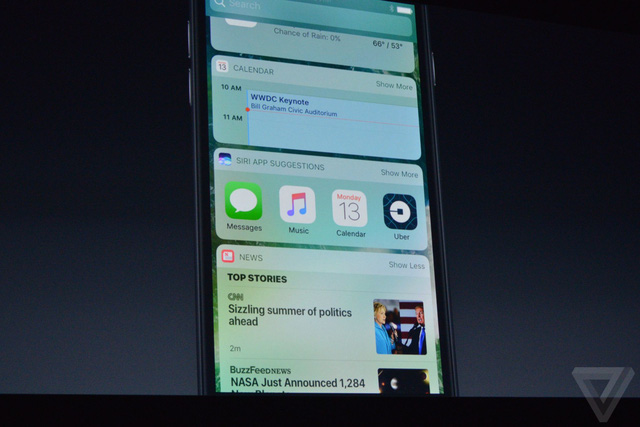 Search
Chance of Rain: 0%
66° / 53°
13
CALENDAR
Show More
10 AM
WWDC Keynote
Bill Graham Civic Auditorium
11 AM
SIRI APP SUGGESTIONS
Show More
Monday
13
Messages
Music
Calendar
Uber
NEWS
Show Less
TOP STORIES
CNN
Sizzling summer of politics
ahead
2m
BuzzFeedNEWS
NASA Just Announced 1,284